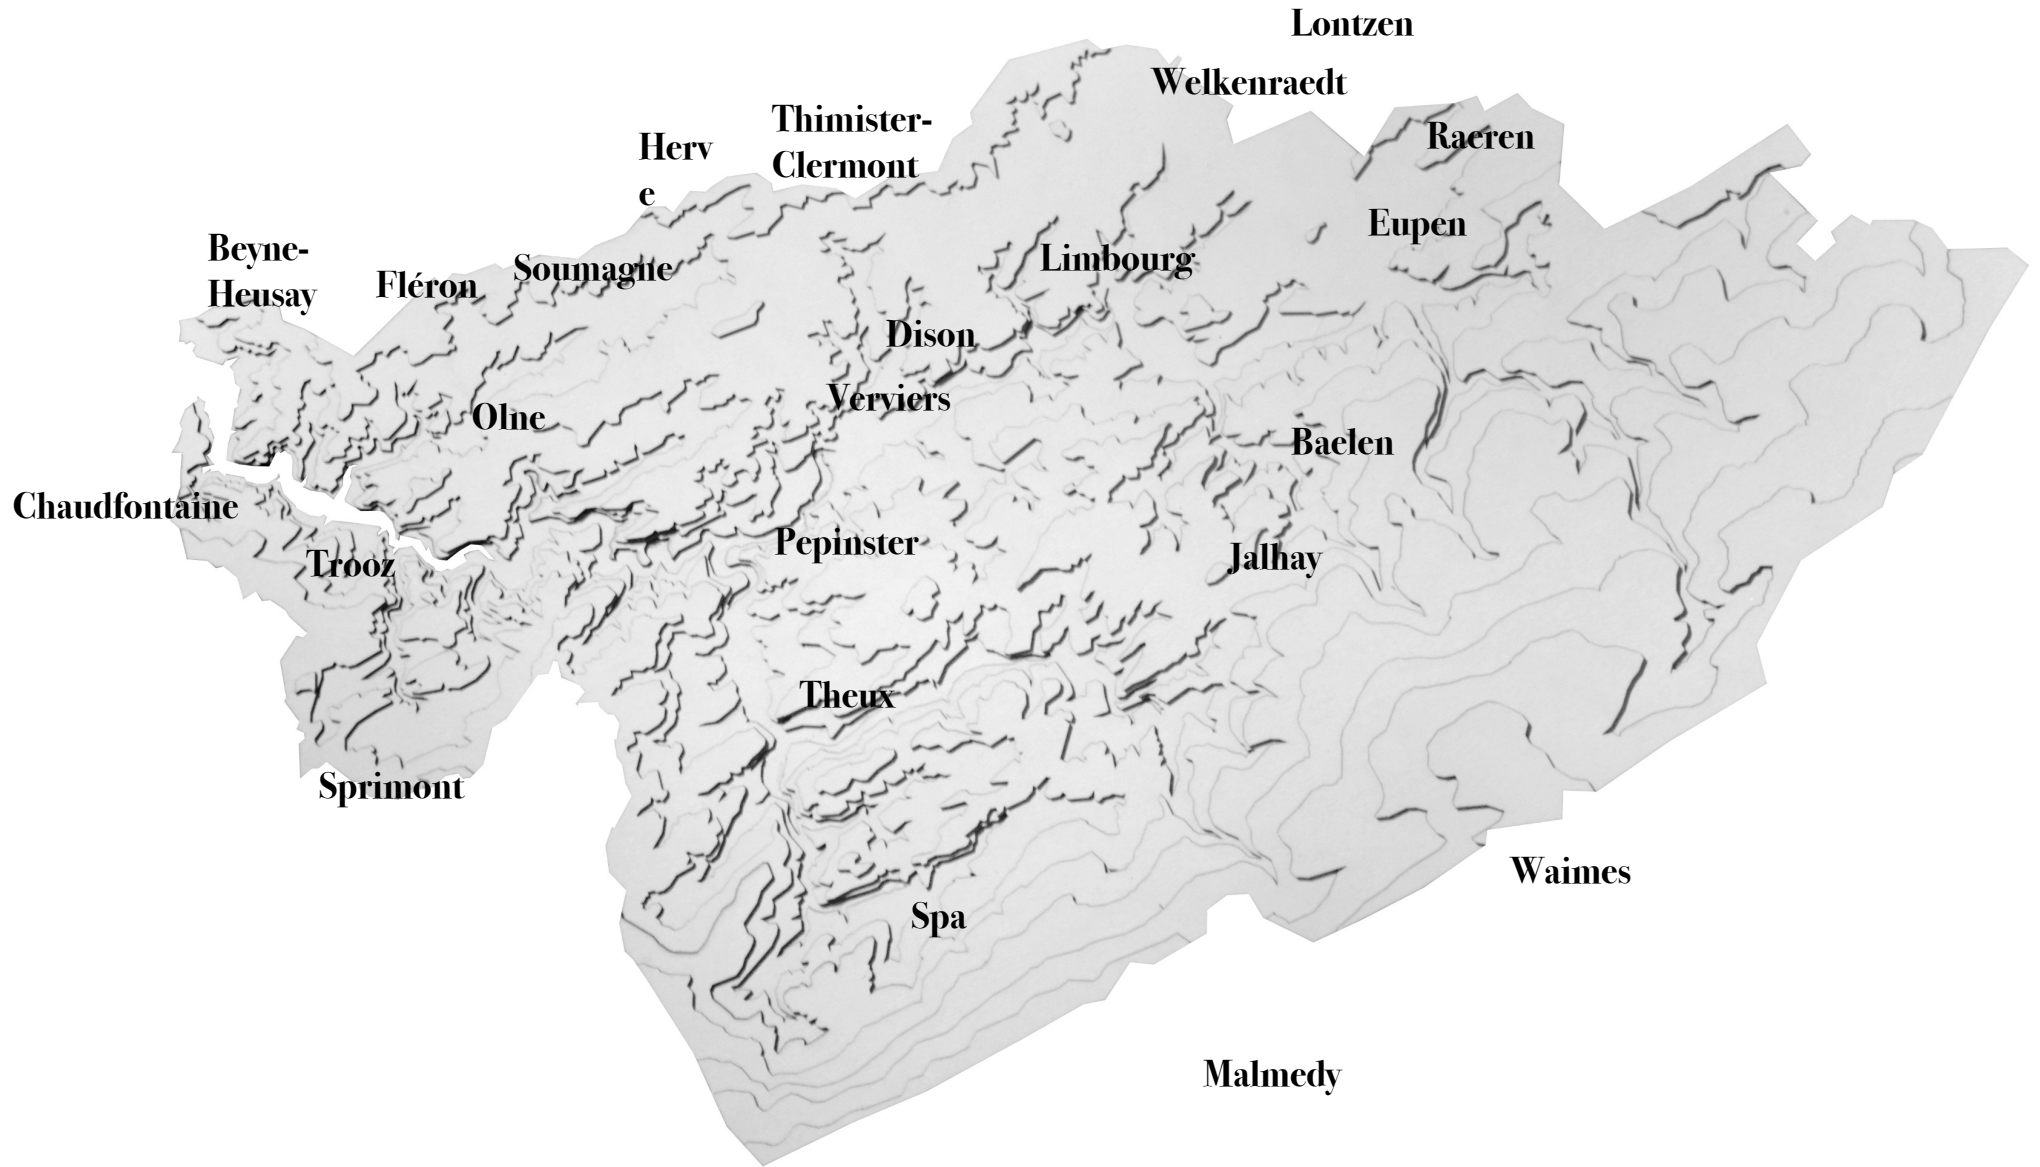 Lontzen
Welkenraedt
Thimister-
Clermont
Herv
e
Raeren
Eupen
Beyne-
Heusay
Fléron
Soumagne
Limbourg
Dison
Verviers
Olne
Baelen
Chaudfontaine
Trooz
Pepinster
Jalhay
Theux
Sprimont
Waimes
Spa
Malmedy